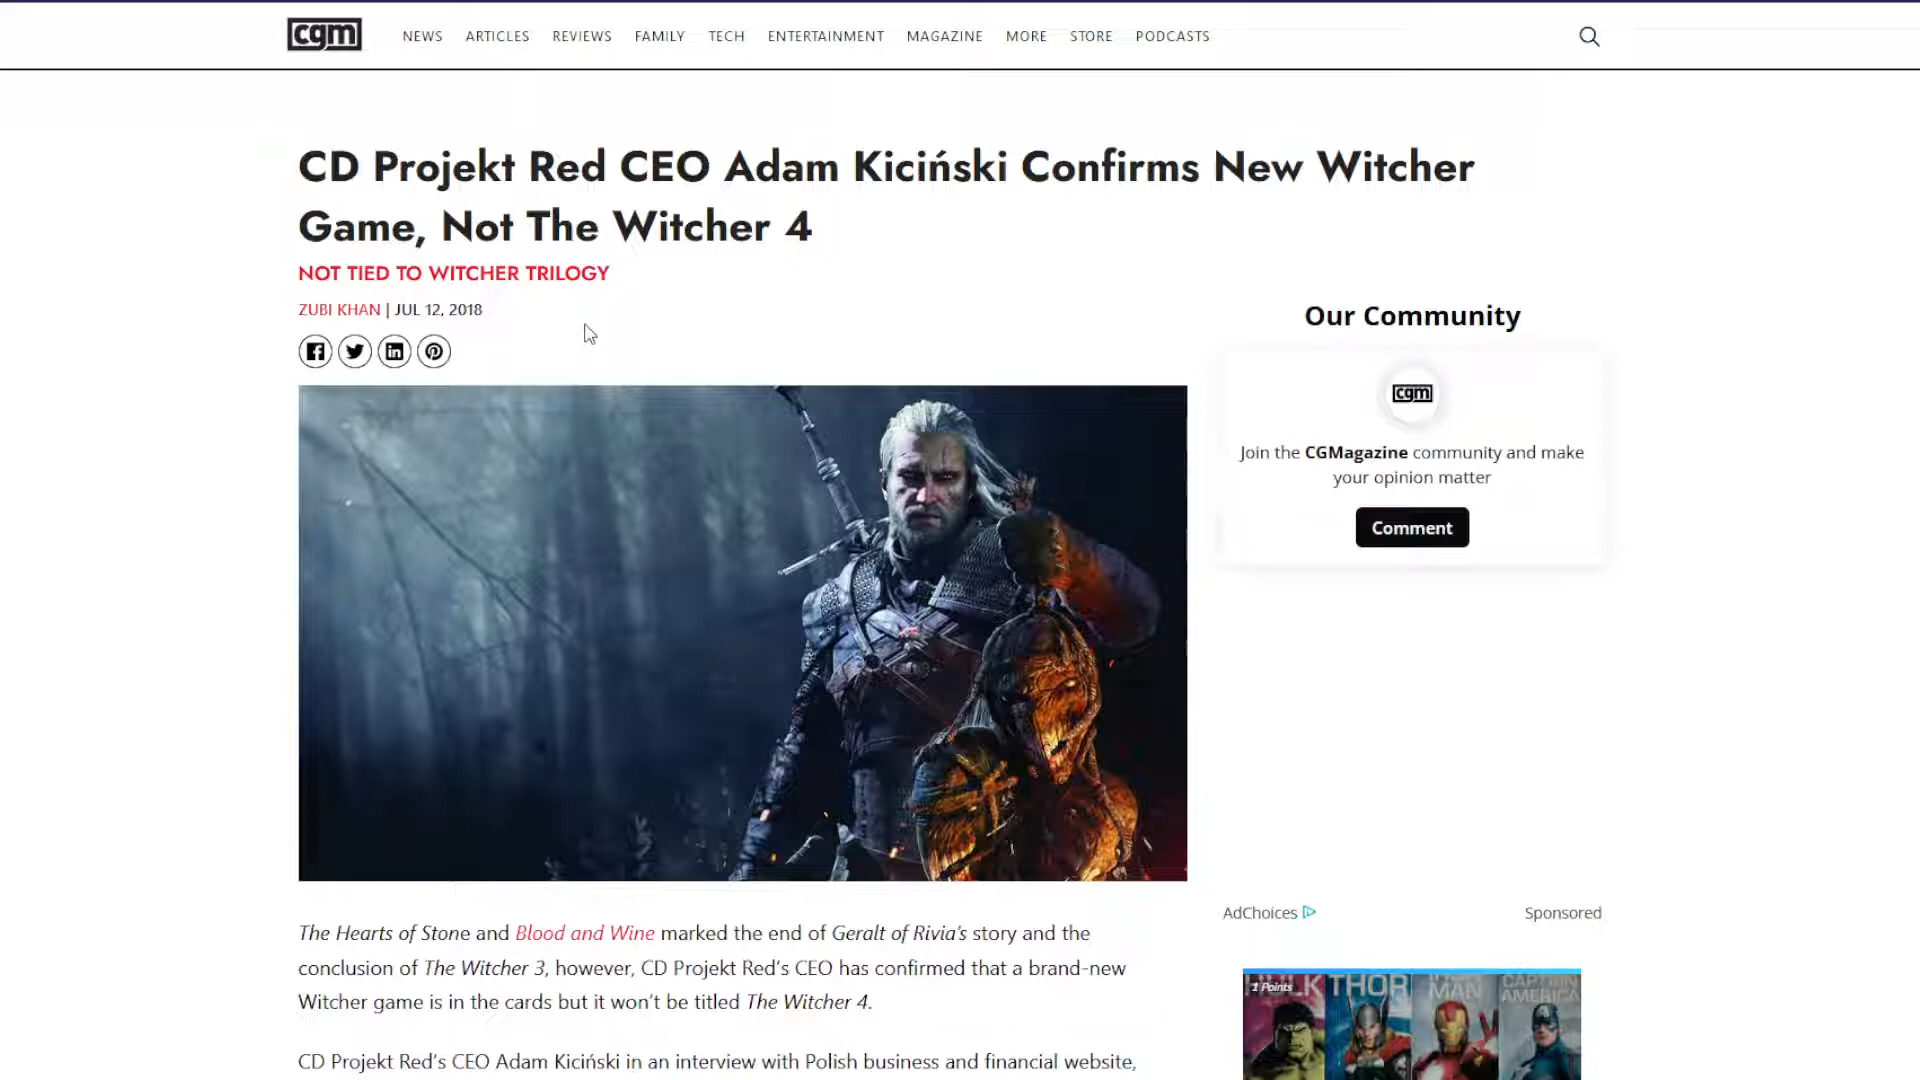 cgm
NEWS ARTICLES REVIEWS FAMILY TECH ENTERTAINMENT MAGAZINE MORE STORE PODCASTS
CD Projekt Red CEO Adam Kiciński Confirms New Witcher
Game, Not The Witcher 4
NOT TIED TO WITCHER TRILOGY
ZUBI KHAN | JUL 12, 2018
Our Community
cgm
Join the CGMagazine community and make
your opinion matter
Comment
The Hearts of Stone and Blood and Wine marked the end of Geralt of Rivia's story and the
conclusion of The Witcher 3, however, CD Projekt Red's CEO has confirmed that a brand-new
Witcher game is in the cards but it won't be titled The Witcher 4.
CD Projekt Red's CEO Adam Kiciński in an interview with Polish business and financial website,
AdChoices Sponsored
1 Points
HULK THOR MAN CAPTAIN
AMERICA